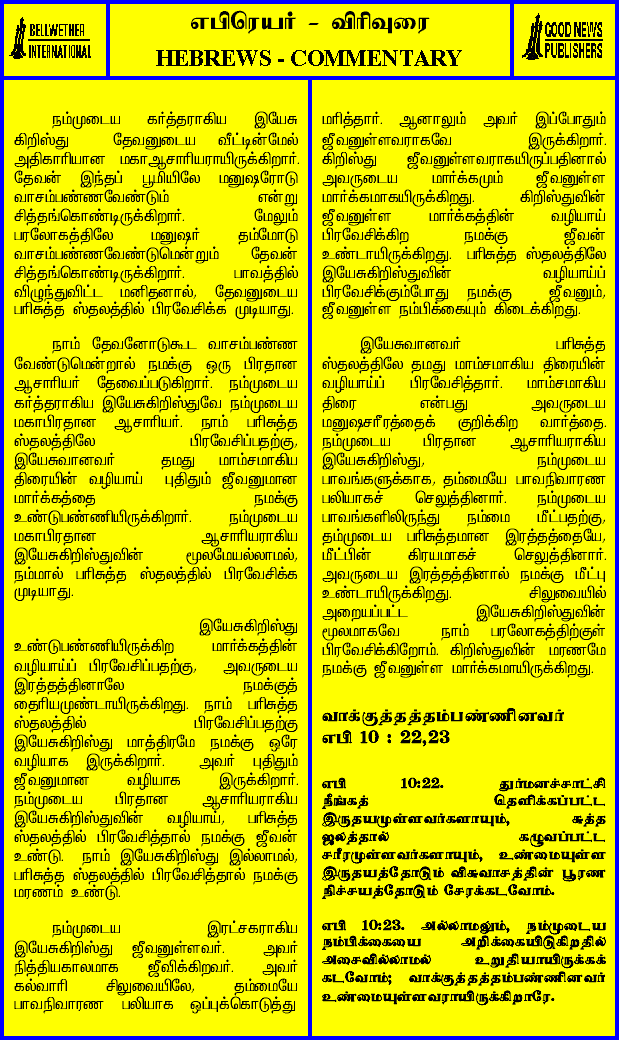 BELLWETHER
INTERNATIONAL
எபிரெயர் - விரிவுரை
HEBREWS - COMMENTARY
GOOD NEWS
PUBLISHERS
நம்முடைய கர்த்தராகிய இயேசு
கிறிஸ்து தேவனுடைய வீட்டின்மேல்
அதிகாரியான மகாஆசாரியராயிருக்கிறார்.
தேவன் இந்தப் பூமியிலே மனுஷரோடு
வாசம்பண்ணவேண்டும் என்று
சித்தங்கொண்டிருக்கிறார். மேலும்
பரலோகத்திலே மனுஷர் தம்மோடு
வாசம்பண்ணவேண்டுமென்றும் தேவன்
சித்தங்கொண்டிருக்கிறார். பாவத்தில்
விழுந்துவிட்ட மனிதனால், தேவனுடைய
பரிசுத்த ஸ்தலத்தில் பிரவேசிக்க முடியாது.
நாம் தேவனோடுகூட வாசம்பண்ண
வேண்டுமென்றால் நமக்கு ஒரு பிரதான
ஆசாரியர் தேவைப்படுகிறார். நம்முடைய
கர்த்தராகிய இயேசுகிறிஸ்துவே நம்முடைய
மகாபிரதான ஆசாரியர். நாம் பரிசுத்த
ஸ்தலத்திலே பிரவேசிப்பதற்கு,
இயேசுவானவர் தமது மாம்சமாகிய
திரையின் வழியாய் புதிதும் ஜீவனுமான
மார்க்கத்தை நமக்கு
உண்டுபண்ணியிருக்கிறார். நம்முடைய
மகாபிரதான ஆசாரியராகிய
இயேசுகிறிஸ்துவின் மூலமேயல்லாமல்,
நம்மால் பரிசுத்த ஸ்தலத்தில் பிரவேசிக்க
முடியாது.
இயேசுகிறிஸ்து
உண்டுபண்ணியிருக்கிற மார்க்கத்தின்
வழியாய்ப் பிரவேசிப்பதற்கு, அவருடைய
இரத்தத்தினாலே நமக்குத்
தைரியமுண்டாயிருக்கிறது. நாம் பரிசுத்த
ஸ்தலத்தில் பிரவேசிப்பதற்கு
இயேசுகிறிஸ்து மாத்திரமே நமக்கு ஒரே
வழியாக இருக்கிறார். அவர் புதிதும்
ஜீவனுமான வழியாக இருக்கிறார்.
நம்முடைய பிரதான ஆசாரியராகிய
இயேசுகிறிஸ்துவின் வழியாய், பரிசுத்த
ஸ்தலத்தில் பிரவேசித்தால் நமக்கு ஜீவன்
உண்டு. நாம் இயேசுகிறிஸ்து இல்லாமல்,
பரிசுத்த ஸ்தலத்தில் பிரவேசித்தால் நமக்கு
மரணம் உண்டு.
நம்முடைய இரட்சகராகிய
இயேசுகிறிஸ்து ஜீவனுள்ளவர். அவர்
நித்தியகாலமாக ஜீவிக்கிறவர். அவர்
கல்வாரி சிலுவையிலே, தம்மையே
பாவநிவாரண பலியாக ஒப்புக்கொடுத்து
மரித்தார். ஆனாலும் அவர் இப்போதும்
ஜீவனுள்ளவராகவே இருக்கிறார்.
கிறிஸ்து ஜீவனுள்ளவராகயிருப்பதினால்
அவருடைய மார்க்கமும் ஜீவனுள்ள
மார்க்கமாகயிருக்கிறது. கிறிஸ்துவின்
ஜீவனுள்ள மார்க்கத்தின் வழியாய்
பிரவேசிக்கிற நமக்கு ஜீவன்
உண்டாயிருக்கிறது. பரிசுத்த ஸ்தலத்திலே
இயேசுகிறிஸ்துவின் வழியாய்ப்
பிரவேசிக்கும்போது நமக்கு ஜீவனும்,
ஜீவனுள்ள நம்பிக்கையும் கிடைக்கிறது.
இயேசுவானவர் பரிசுத்த
ஸ்தலத்திலே தமது மாம்சமாகிய திரையின்
வழியாய்ப் பிரவேசித்தார். மாம்சமாகிய
திரை என்பது அவருடைய
மனுஷசரீரத்தைக் குறிக்கிற வார்த்தை.
நம்முடைய பிரதான ஆசாரியராகிய
இயேசுகிறிஸ்து, நம்முடைய
பாவங்களுக்காக, தம்மையே பாவநிவாரண
பலியாகச் செலுத்தினார். நம்முடைய
பாவங்களிலிருந்து நம்மை மீட்பதற்கு,
தம்முடைய பரிசுத்தமான இரத்தத்தையே,
மீட்பின் கிரயமாகச் செலுத்தினார்.
அவருடைய இரத்தத்தினால் நமக்கு மீட்பு
உண்டாயிருக்கிறது. சிலுவையில்
அறையப்பட்ட இயேசுகிறிஸ்துவின்
மூலமாகவே நாம் பரலோகத்திற்குள்
பிரவேசிக்கிறோம். கிறிஸ்துவின் மரணமே
நமக்கு ஜீவனுள்ள மார்க்கமாயிருக்கிறது.
வாக்குத்தத்தம்பண்ணினவர்
எபி 10 : 22,23
எபி 10:22. துர்மனச்சாட்சி
நீங்கத் தெளிக்கப்பட்ட
இருதயமுள்ளவர்களாயும், சுத்த
ஜலத்தால் கழுவப்பட்ட
சரீரமுள்ளவர்களாயும், உண்மையுள்ள
இருதயத்தோடும் விசுவாசத்தின் பூரண
நிச்சயத்தோடும் சேரக்கடவோம்.
எபி 10:23. அல்லாமலும், நம்முடைய
நம்பிக்கையை அறிக்கையிடுகிறதில்
அசைவில்லாமல் உறுதியாயிருக்கக்
கடவோம்; வாக்குத்தத்தம்பண்ணினவர்
உண்மையுள்ளவராயிருக்கிறாரே.